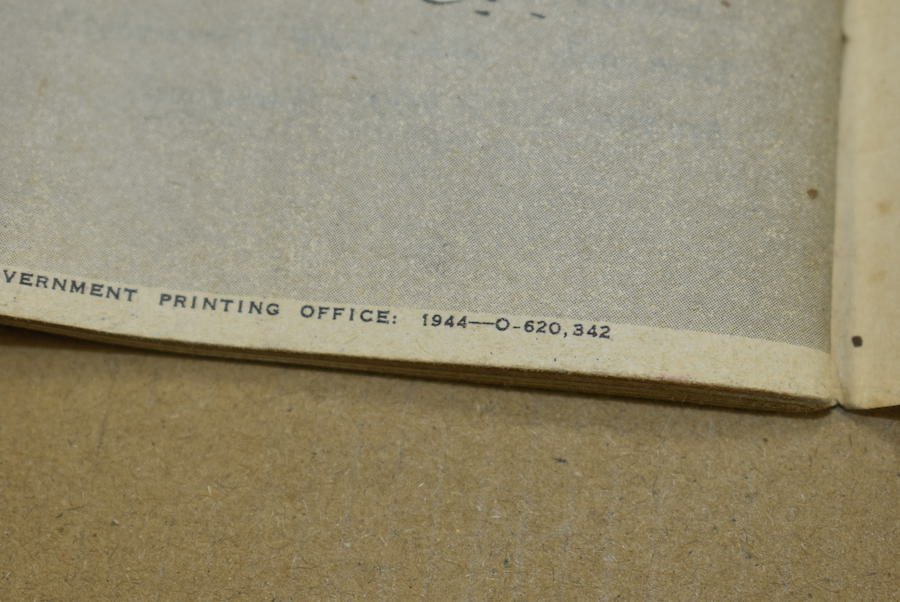 VERNMENT PRINTING OFFICE: 1944—O-620,342